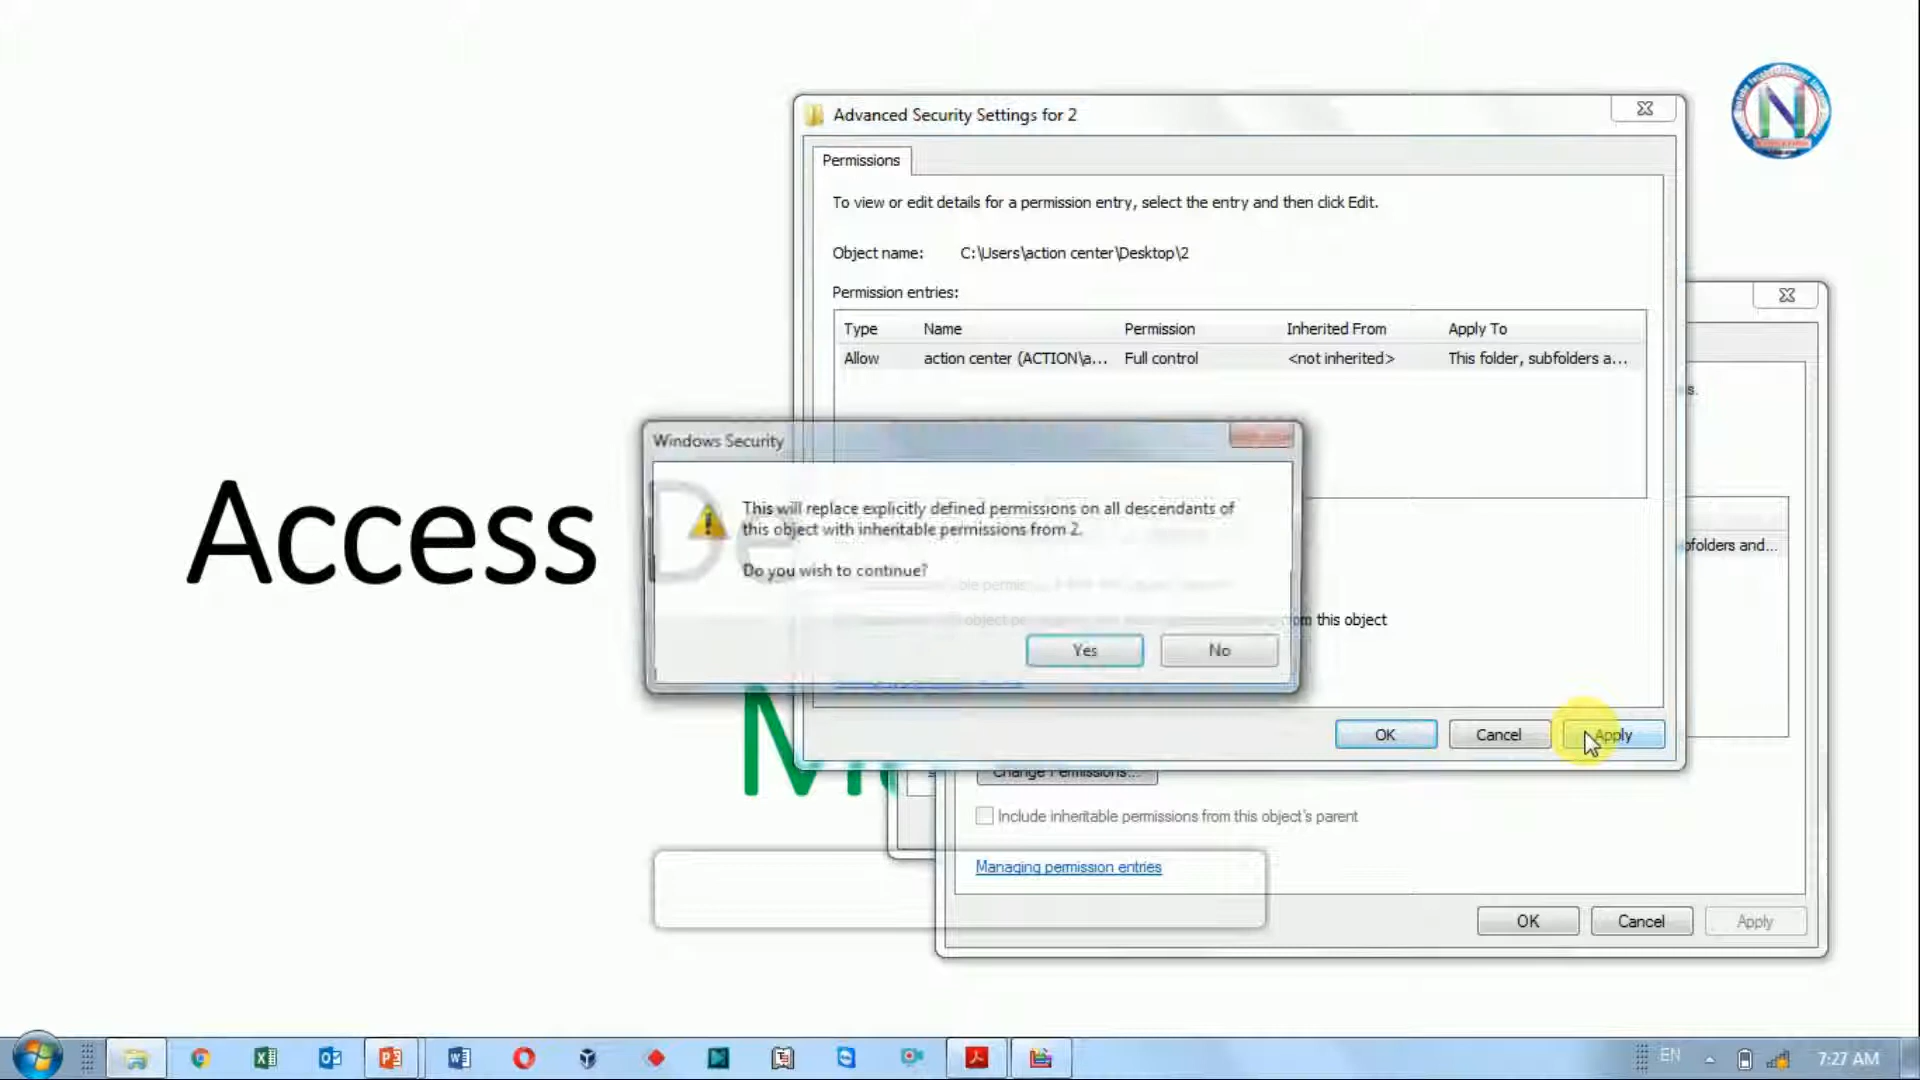 Advanced Security Settings for 2
Permissions
To view or edit details for a permission entry, select the entry and then click Edit.
Object name: C:\Users\action center\Desktop\2
Permission entries:
Type Name Permission Inherited From Apply To
Allow action center (ACTION\a... Full control <not inherited> This folder, subfolders a...
s.
Windows Security
This will replace explicitly defined permissions on all descendants of
this object with inheritable permissions from 2.
Do you wish to continue?
Yes No
Access De
bfolders and...
om this object
OK Cancel Apply
Change Permissions...
Include inheritable permissions from this object's parent
Managing permission entries
OK Cancel Apply
EN 7:27 AM